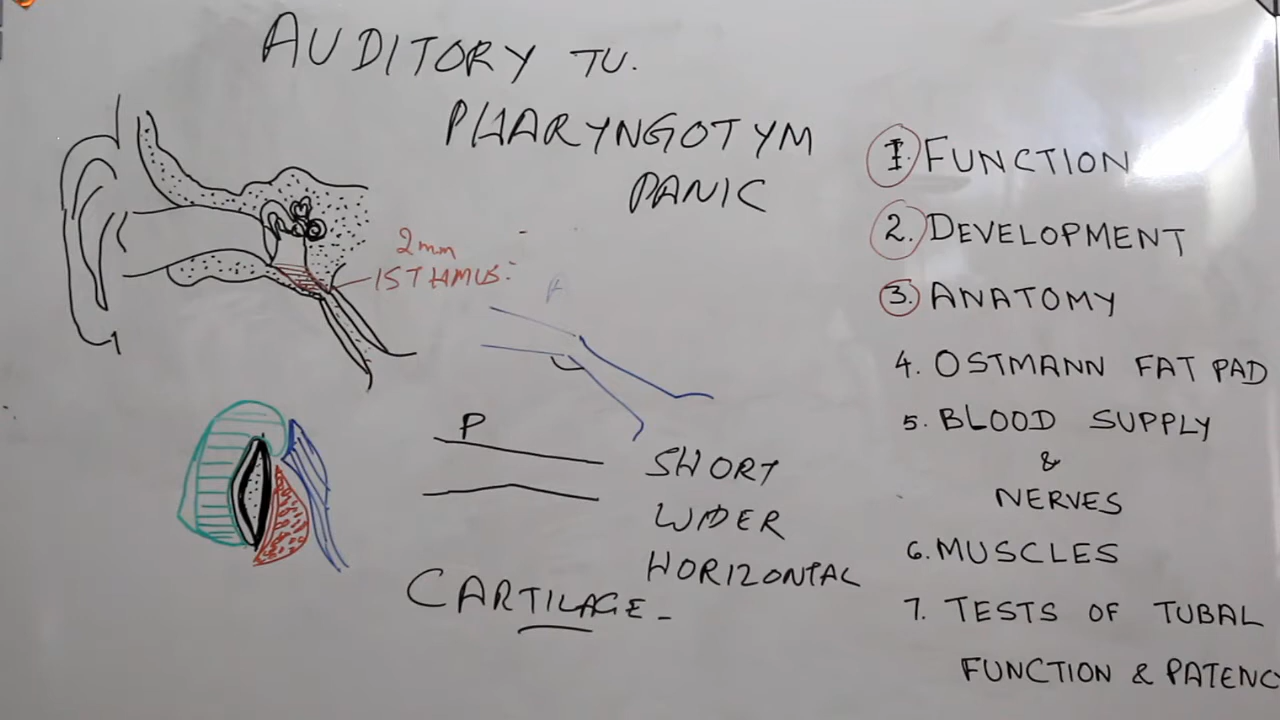 AUDITORY TU.
PHARYNGOTYM
PANIC
2mm
ISTHMUS:
A
P
SHORT
WIDER
HORIZONTAL
CARTILAGE -
1. FUNCTION
2. DEVELOPMENT
3. ANATOMY
4. OSTMANN FAT PAD
5. BLOOD SUPPLY
&
NERVES
6. MUSCLES
7. TESTS OF TUBAL
FUNCTION & PATENC